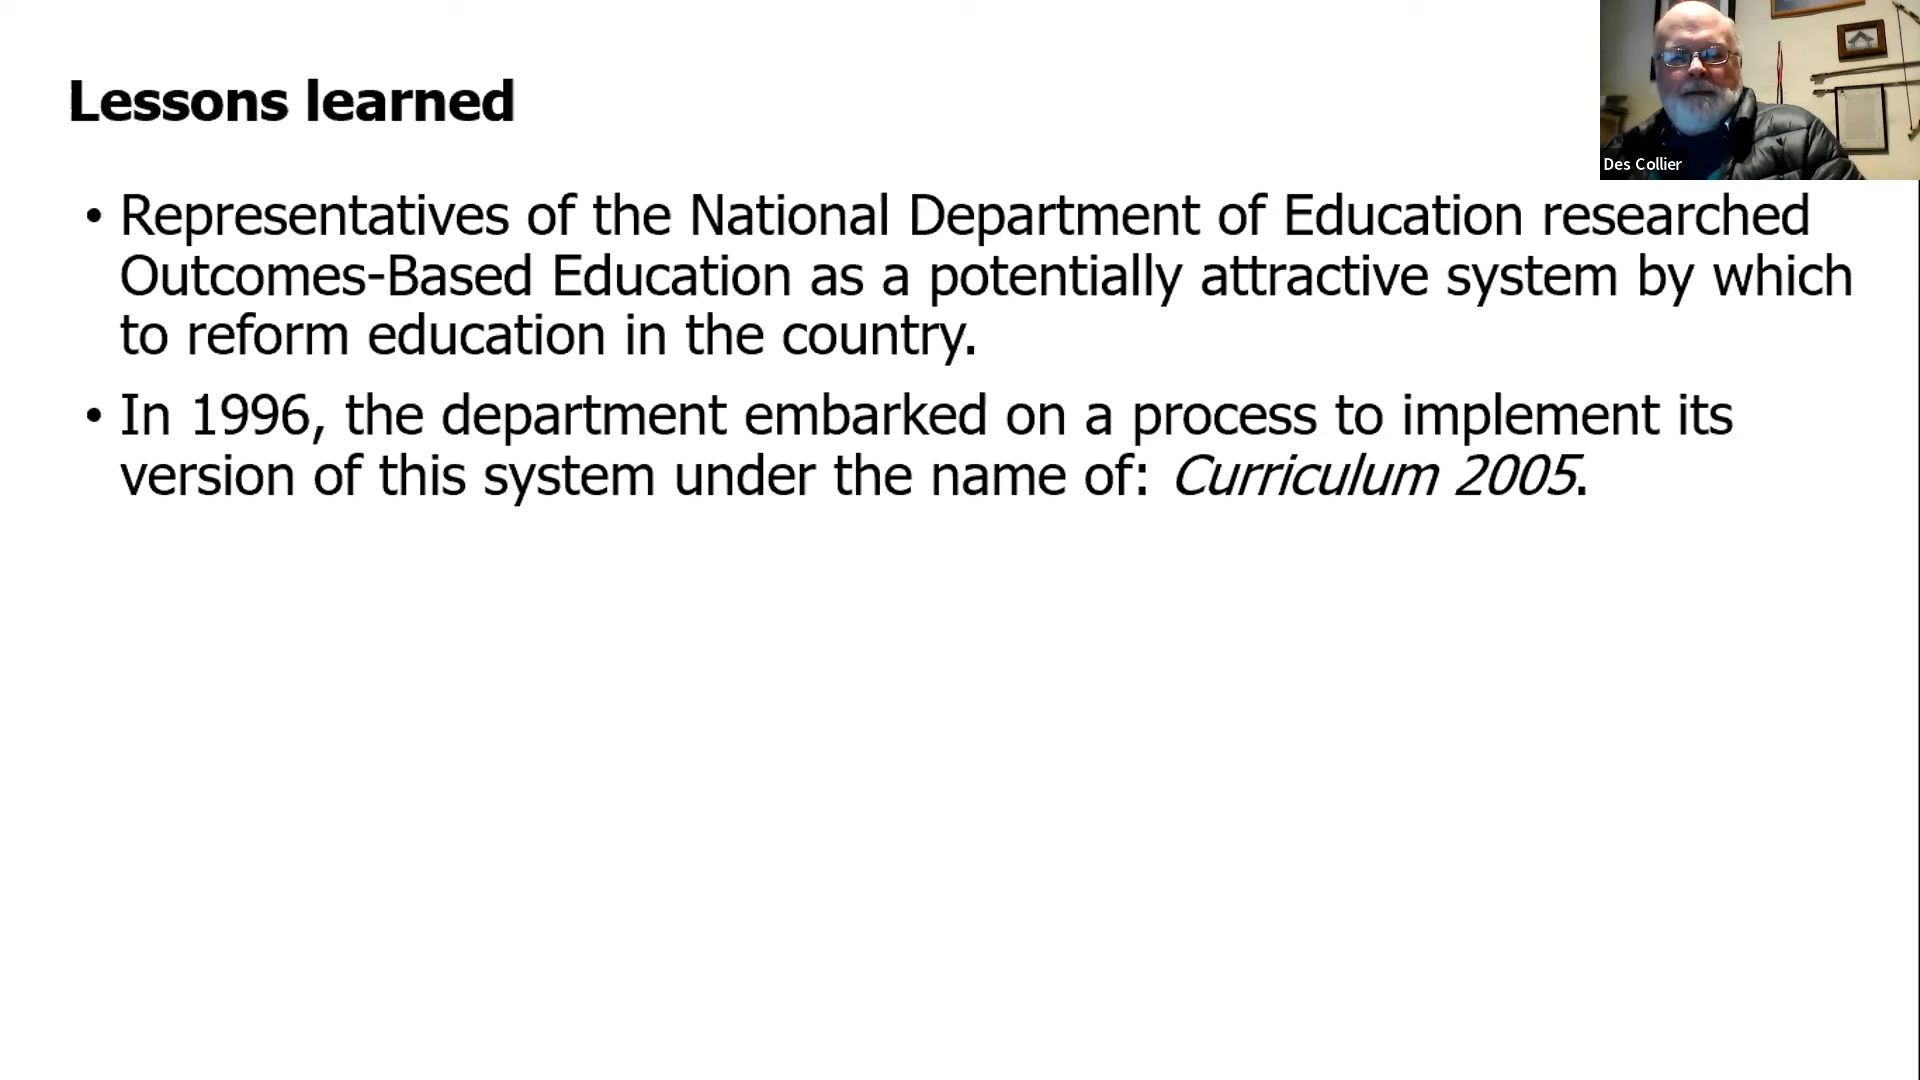 Lessons learned
Des Collier
• Representatives of the National Department of Education researched
Outcomes-Based Education as a potentially attractive system by which
to reform education in the country.
• In 1996, the department embarked on a process to implement its
version of this system under the name of: Curriculum 2005.